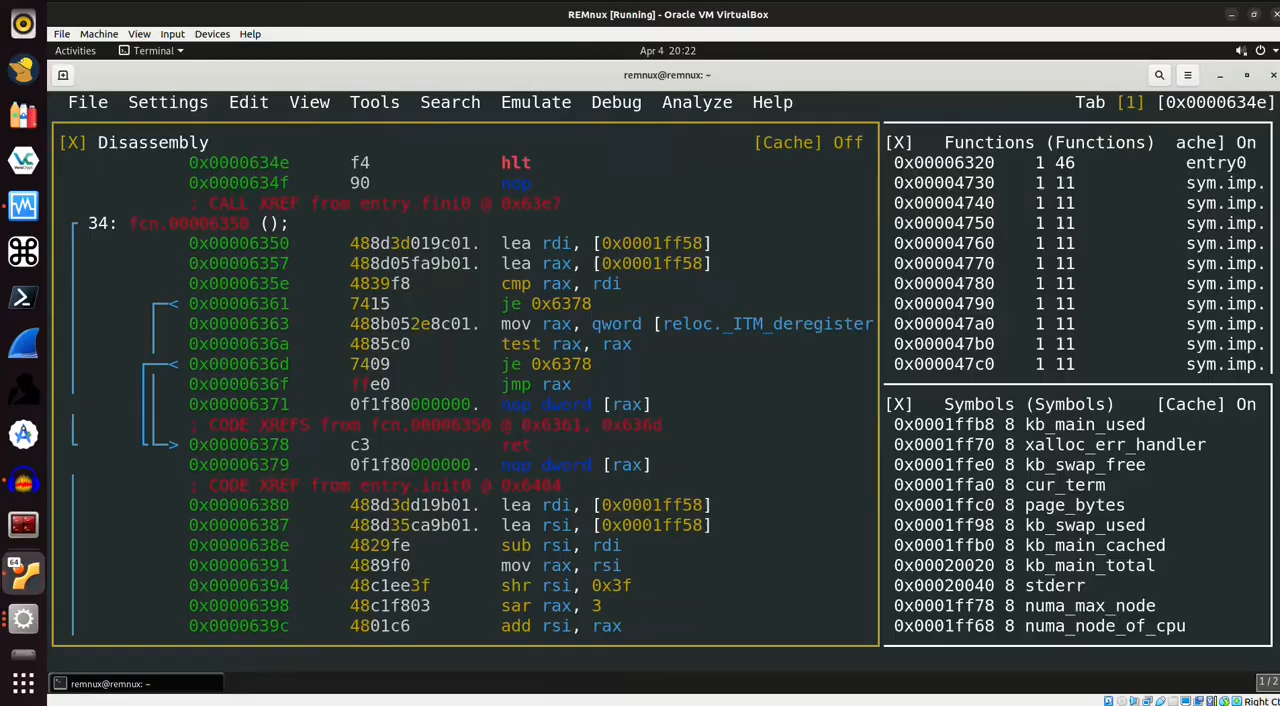 REMnux [Running] - Oracle VM VirtualBox
File Machine View Input Devices Help
Activities Terminal Apr 4 20:22
remnux@remnux: ~
File Settings Edit View Tools Search Emulate Debug Analyze Help Tab [1] [0x0000634e]
[X] Disassembly [Cache] Off
0x0000634e f4 hlt
0x0000634f 90 nop
; CALL XREF from entry.fini0 @ 0x63e7
34: fcn.00006350 ();
0x00006350 488d3d019c01. lea rdi, [0x0001ff58]
0x00006357 488d05fa9b01. lea rax, [0x0001ff58]
0x0000635e 4839f8 cmp rax, rdi
0x00006361 7415 je 0x6378
0x00006363 488b052e8c01. mov rax, qword [reloc._ITM_deregister
0x0000636a 4885c0 test rax, rax
0x0000636d 7409 je 0x6378
0x0000636f ffe0 jmp rax
0x00006371 0f1f80000000. nop dword [rax]
; CODE XREFS from fcn.00006350 @ 0x6361, 0x636d
0x00006378 c3 ret
0x00006379 0f1f80000000. nop dword [rax]
; CODE XREF from entry.init0 @ 0x6404
0x00006380 488d3dd19b01. lea rdi, [0x0001ff58]
0x00006387 488d35ca9b01. lea rsi, [0x0001ff58]
0x0000638e 4829fe sub rsi, rdi
0x00006391 4889f0 mov rax, rsi
0x00006394 48c1ee3f shr rsi, 0x3f
0x00006398 48c1f803 sar rax, 3
0x0000639c 4801c6 add rsi, rax
[X] Functions (Functions) ache] On
0x00006320 1 46 entry0
0x00004730 1 11 sym.imp.
0x00004740 1 11 sym.imp.
0x00004750 1 11 sym.imp.
0x00004760 1 11 sym.imp.
0x00004770 1 11 sym.imp.
0x00004780 1 11 sym.imp.
0x00004790 1 11 sym.imp.
0x000047a0 1 11 sym.imp.
0x000047b0 1 11 sym.imp.
0x000047c0 1 11 sym.imp.
[X] Symbols (Symbols) [Cache] On
0x0001ffb8 8 kb_main_used
0x0001ff70 8 xalloc_err_handler
0x0001ffe0 8 kb_swap_free
0x0001ffa0 8 cur_term
0x0001ffc0 8 page_bytes
0x0001ff98 8 kb_swap_used
0x0001ffb0 8 kb_main_cached
0x00020020 8 kb_main_total
0x00020040 8 stderr
0x0001ff78 8 numa_max_node
0x0001ff68 8 numa_node_of_cpu
remnux@remnux: ~
1/2
64
Right C